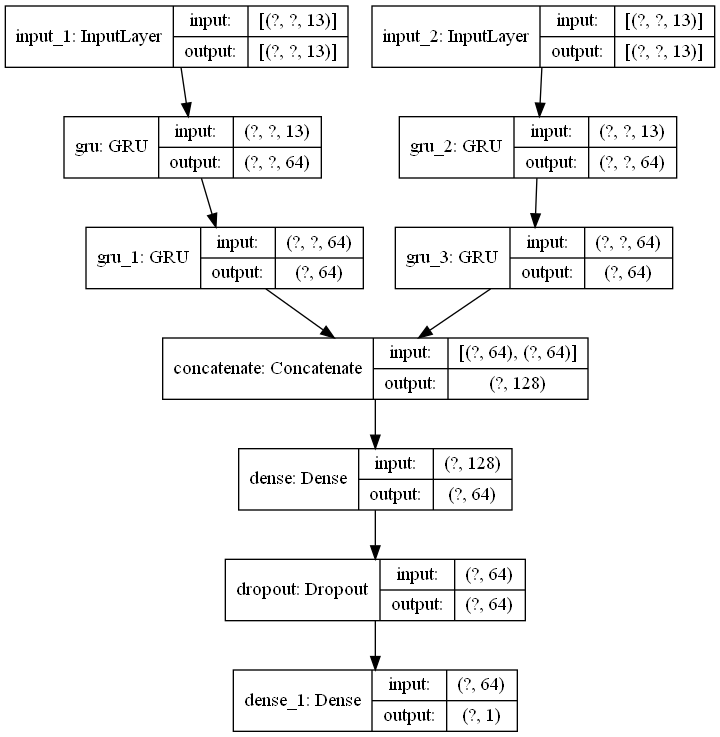 input_1: InputLayer
input: [(?, ?, 13)]
output: [(?, ?, 13)]
input_2: InputLayer
input: [(?, ?, 13)]
output: [(?, ?, 13)]
gru: GRU
input: (?, ?, 13)
output: (?, ?, 64)
gru_2: GRU
input: (?, ?, 13)
output: (?, ?, 64)
gru_1: GRU
input: (?, ?, 64)
output: (?, 64)
gru_3: GRU
input: (?, ?, 64)
output: (?, 64)
concatenate: Concatenate
input: [(?, 64), (?, 64)]
output: (?, 128)
dense: Dense
input: (?, 128)
output: (?, 64)
dropout: Dropout
input: (?, 64)
output: (?, 64)
dense_1: Dense
input: (?, 64)
output: (?, 1)